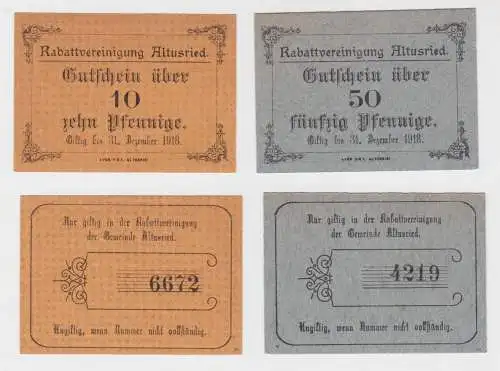 Rabattvereinigung Altusried.
Gutschein über
10
zehn Pfennige.
Giltig bis 31. Dezember 1918.
Rabattvereinigung Altusried.
Gutschein über
50
fünfzig Pfennige.
Giltig bis 31. Dezember 1918.
Nur giltig in der Rabattvereinigung
der Gemeinde Altusried.
6672
Ungiltig, wenn Nummer nicht vollständig.
Nur giltig in der Rabattvereinigung
der Gemeinde Altusried.
4219
Ungiltig, wenn Nummer nicht vollständig.